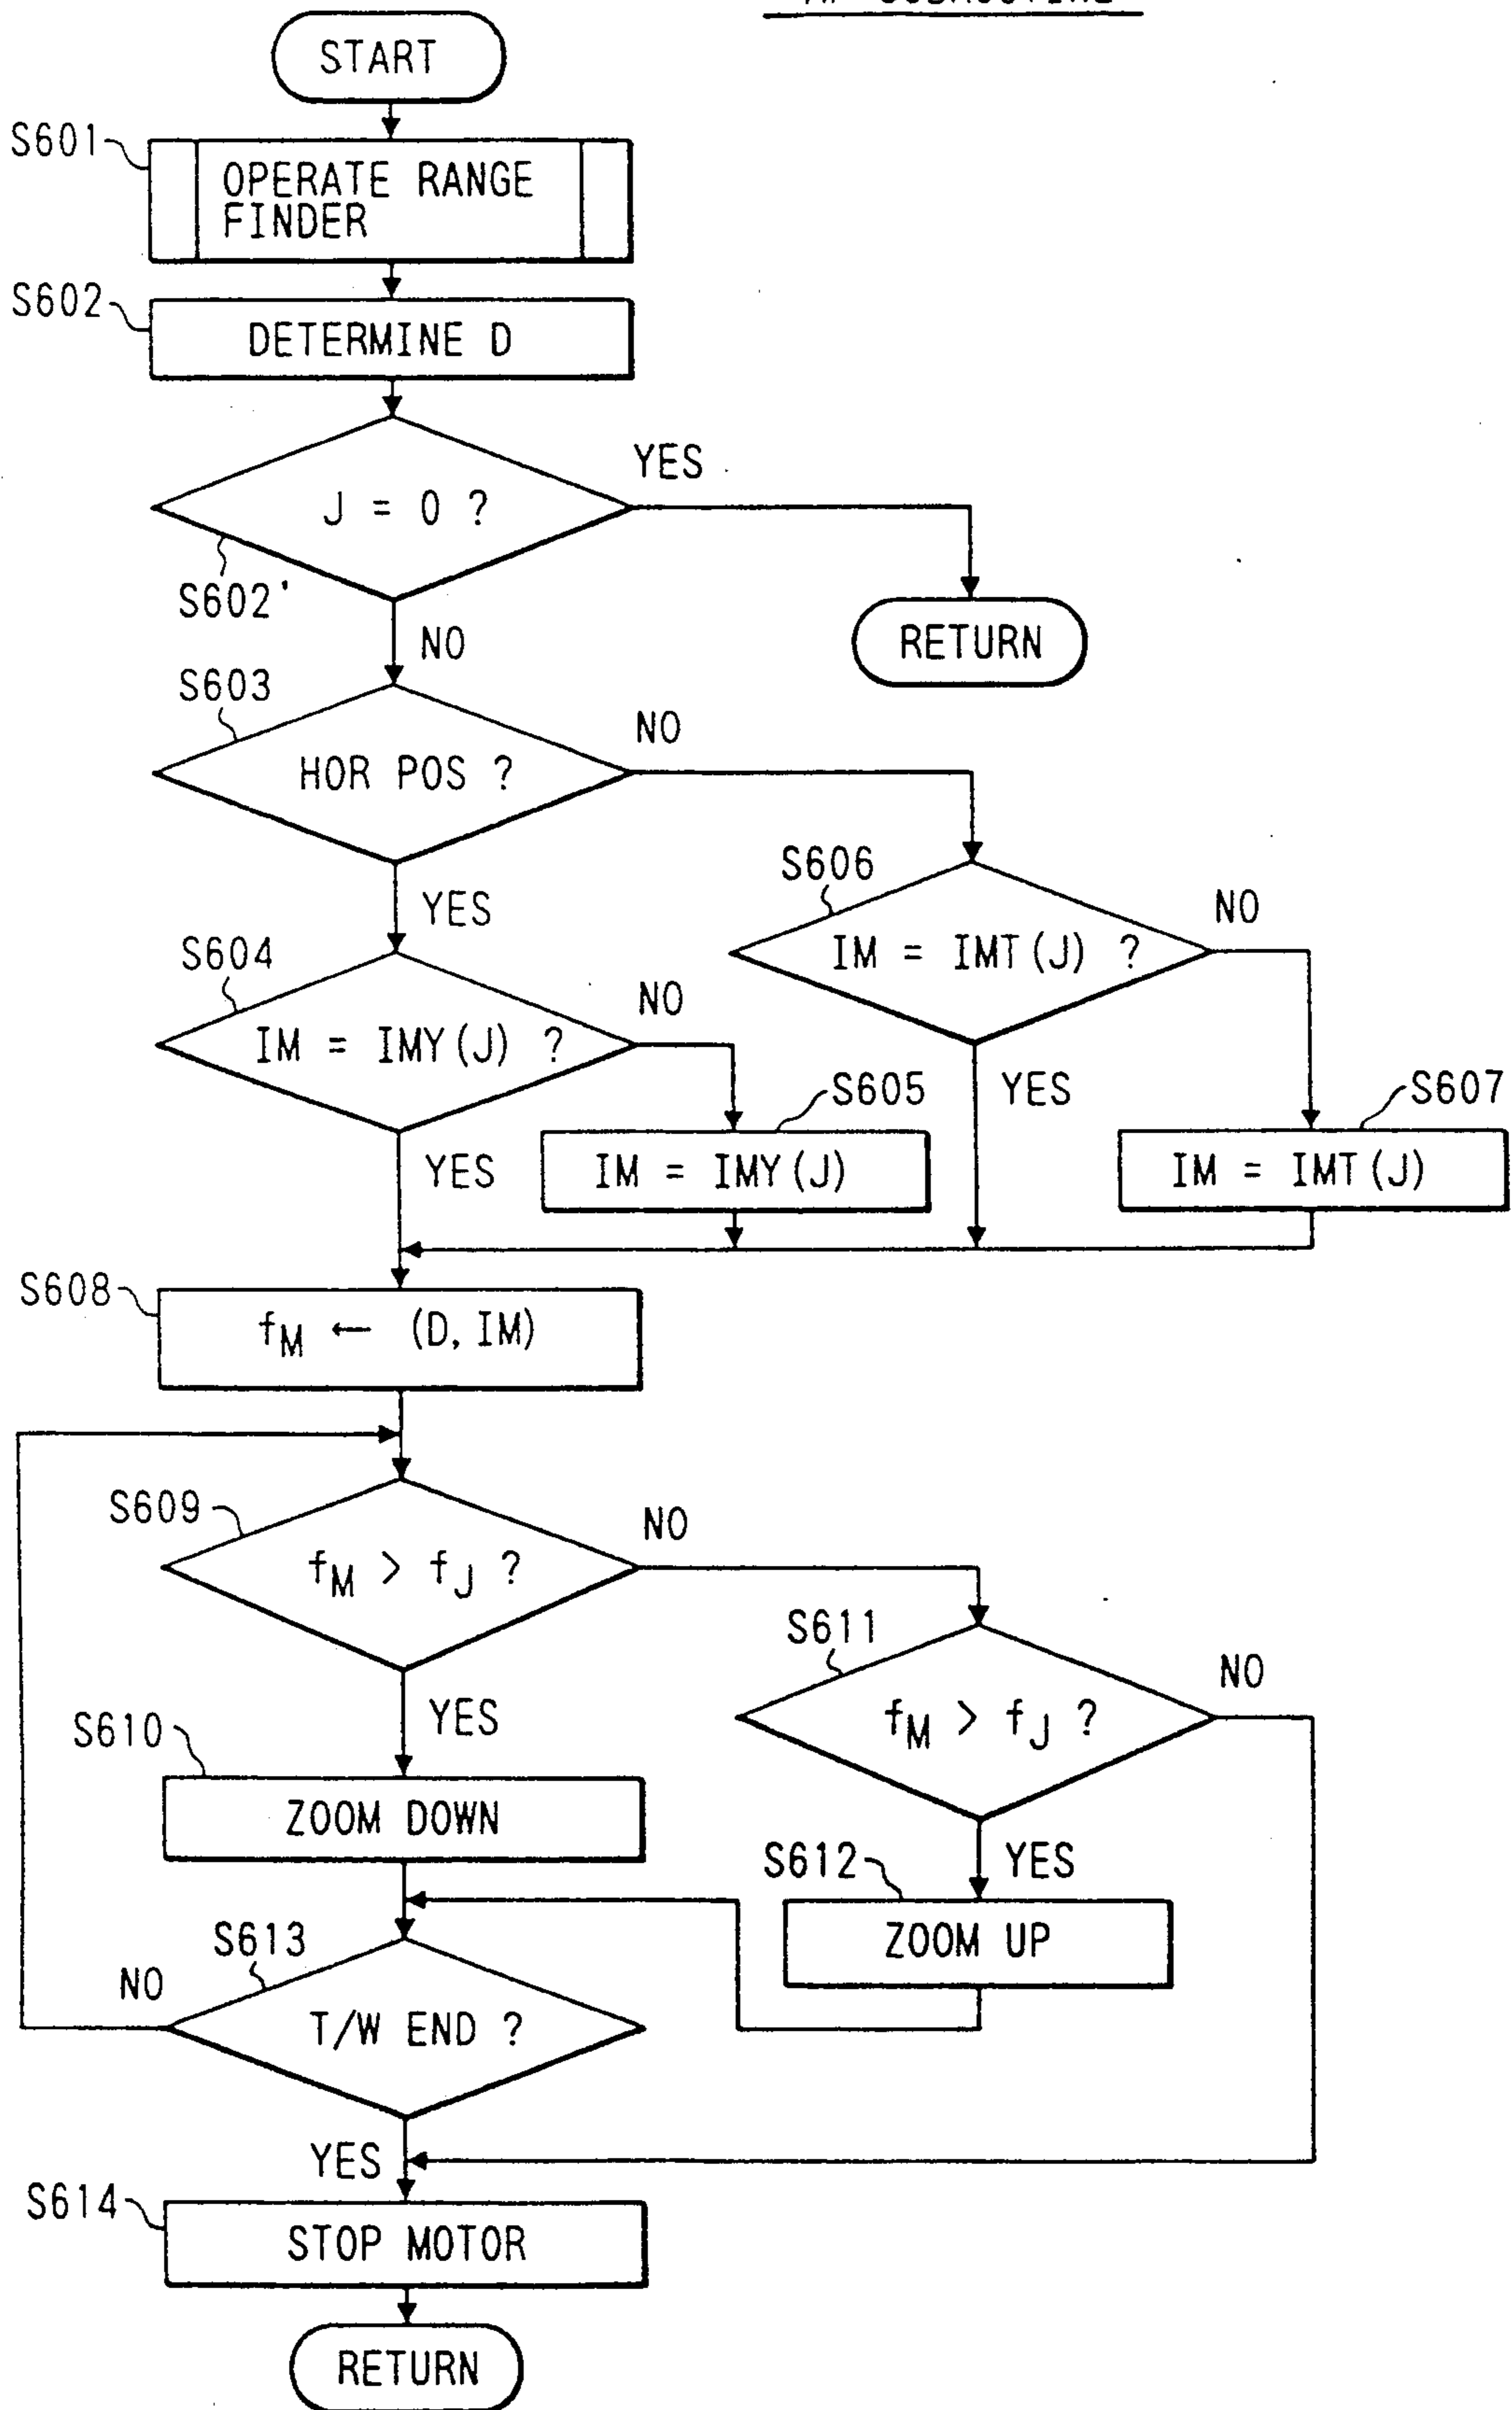 START
S601
OPERATE RANGE
FINDER
S602
DETERMINE D
J = 0 ?
YES
S602'
NO
RETURN
S603
HOR POS ?
NO
YES
S606
IM = IMT(J) ?
NO
YES
S604
IM = IMY(J) ?
NO
YES
S605
IM = IMY(J)
S607
IM = IMT(J)
S608
fM ← (D, IM)
S609
fM > fJ ?
NO
YES
S611
fM > fJ ?
NO
YES
S610
ZOOM DOWN
S612
ZOOM UP
S613
NO
T/W END ?
YES
S614
STOP MOTOR
RETURN